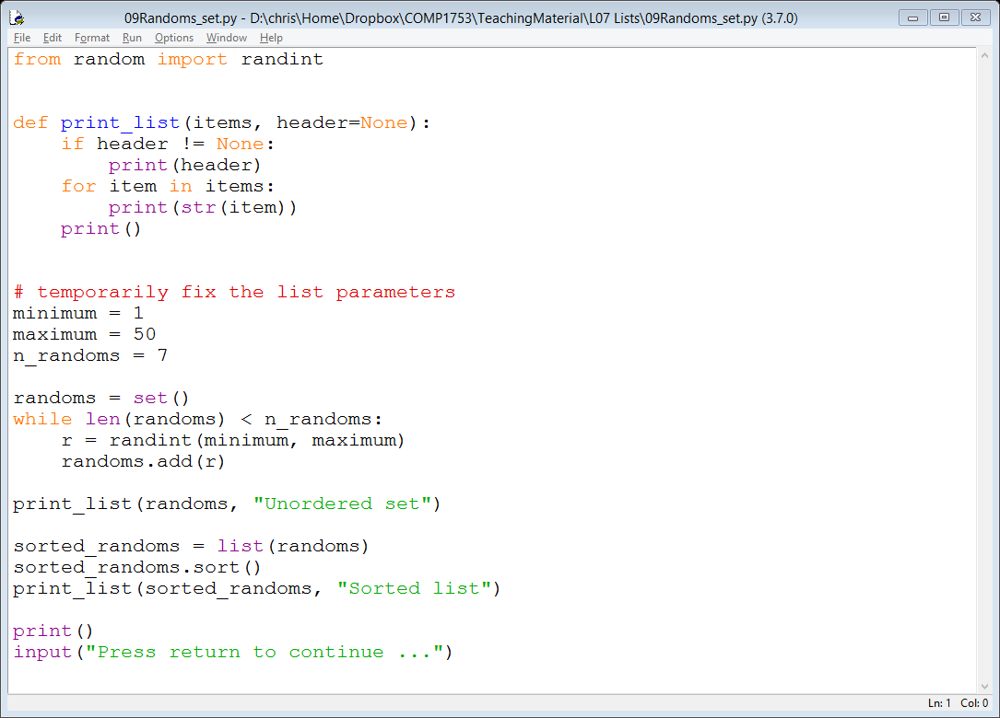 09Randoms_set.py - D:\chris\Home\Dropbox\COMP1753\TeachingMaterial\L07 Lists\09Randoms_set.py (3.7.0)
File Edit Format Run Options Window Help
from random import randint
def print_list(items, header=None):
    if header != None:
        print(header)
    for item in items:
        print(str(item))
    print()
# temporarily fix the list parameters
minimum = 1
maximum = 50
n_randoms = 7
randoms = set()
while len(randoms) < n_randoms:
    r = randint(minimum, maximum)
    randoms.add(r)
print_list(randoms, "Unordered set")
sorted_randoms = list(randoms)
sorted_randoms.sort()
print_list(sorted_randoms, "Sorted list")
print()
input("Press return to continue ...")
Ln: 1 Col: 0